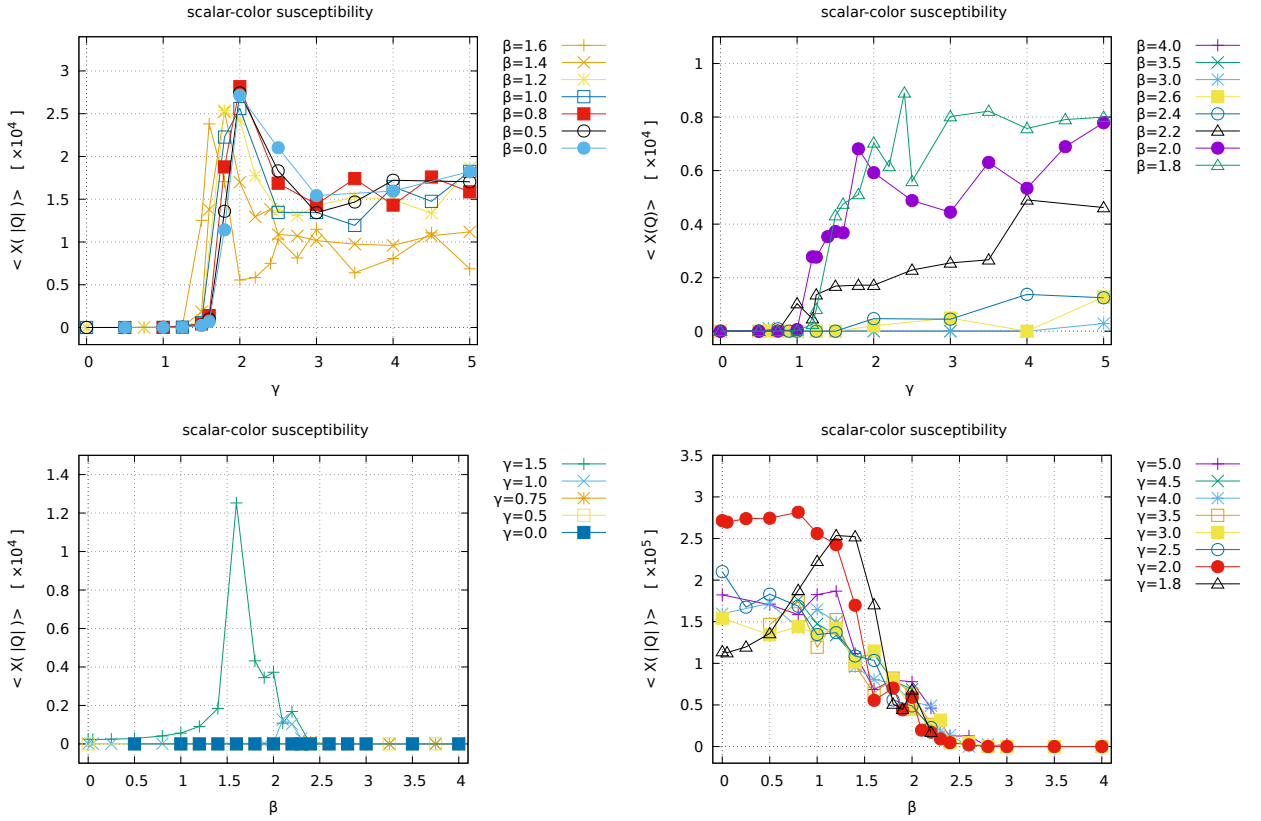 scalar-color susceptibility
< X( |Q| )> [ ×10⁴ ]
3
2.5
2
1.5
1
0.5
0
0 1 2 3 4 5
γ
β=1.6
β=1.4
β=1.2
β=1.0
β=0.8
β=0.5
β=0.0
scalar-color susceptibility
< X(Q)> [ ×10⁴ ]
1
0.8
0.6
0.4
0.2
0
0 1 2 3 4 5
γ
β=4.0
β=3.5
β=3.0
β=2.6
β=2.4
β=2.2
β=2.0
β=1.8
scalar-color susceptibility
< X( |Q| )> [ ×10⁴ ]
1.4
1.2
1
0.8
0.6
0.4
0.2
0
0 0.5 1 1.5 2 2.5 3 3.5 4
β
γ=1.5
γ=1.0
γ=0.75
γ=0.5
γ=0.0
scalar-color susceptibility
< X( |Q| )> [ ×10⁵ ]
3.5
3
2.5
2
1.5
1
0.5
0
0 0.5 1 1.5 2 2.5 3 3.5 4
β
γ=5.0
γ=4.5
γ=4.0
γ=3.5
γ=3.0
γ=2.5
γ=2.0
γ=1.8